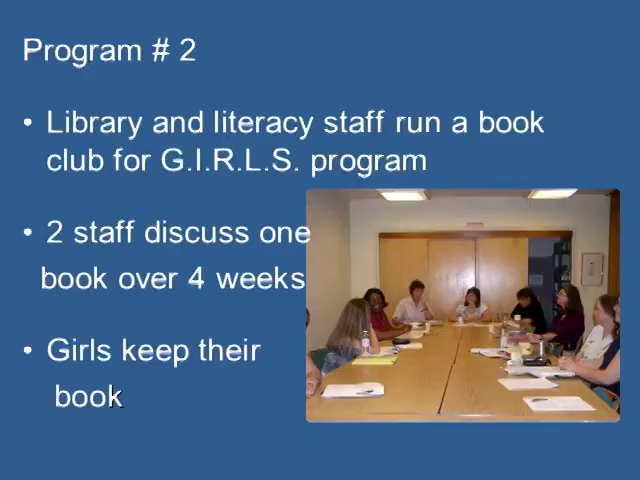 Program # 2
• Library and literacy staff run a book
club for G.I.R.L.S. program
• 2 staff discuss one
book over 4 weeks
• Girls keep their
book